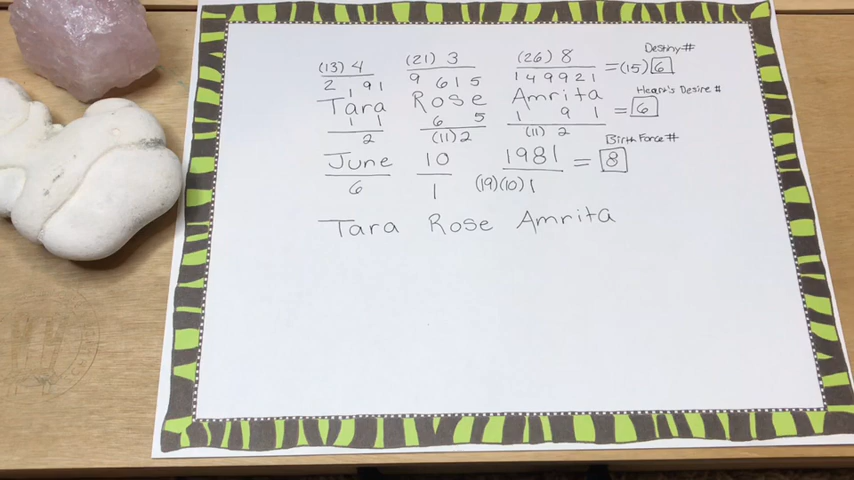 Destiny #
(13) 4 (21) 3 (26) 8 = (15) 6
2 1 9 1 9 6 1 5 1 4 9 9 2 1
Heart's Desire #
Tara Rose Amrita = 6
1 1 6 5 1 9 1
2 (11) 2 (11) 2
Birth Force #
June 10 1981 = 8
6 1 (19)(10) 1
Tara Rose Amrita